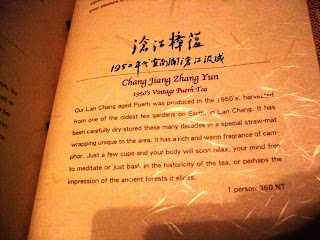 滄江樟蘊
1950年代雲南瀾滄江流域
Chang Jiang Zhang Yun
1950's Vintage Puerh Tea
Our Lan Chang aged Puerh was produced in the 1950's, harvested
from one of the oldest tea gardens on Earth, in Lan Chang. It has
been carefully dry-stored these many decades in a special straw-mat
wrapping unique to the area. It has a rich and warm fragrance of cam-
phor. Just a few cups and your body will soon relax, your mind free
to meditate or just bask in the historicity of the tea, or perhaps the
impression of the ancient forests it elicits.
1 person 360 NT